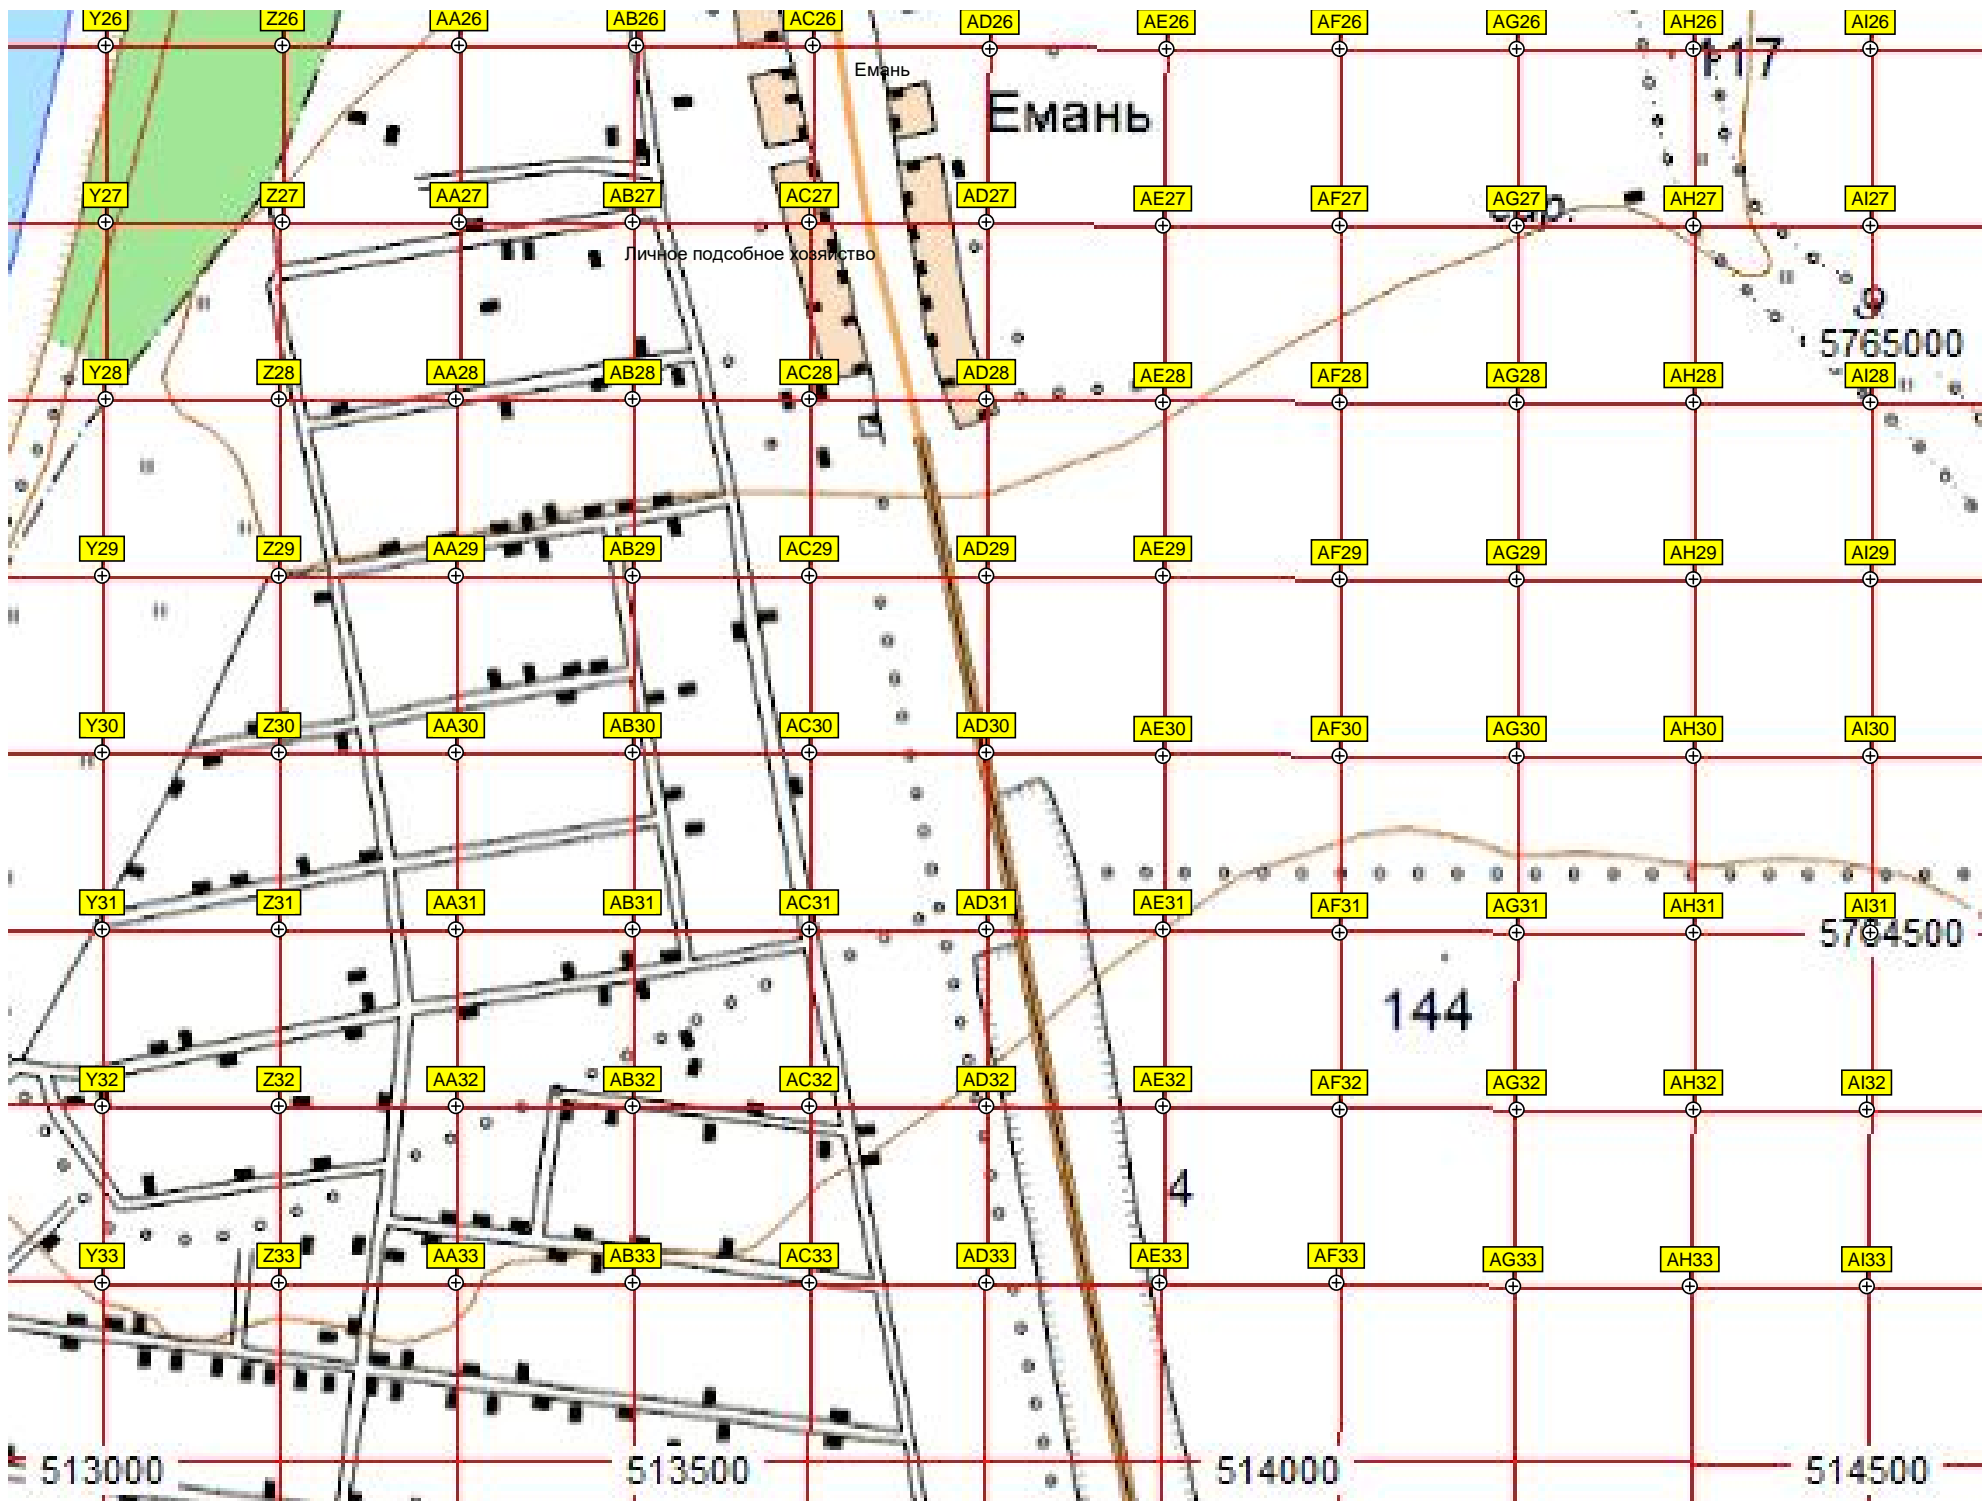 Y26 Z26 AA26 AB26 AC26 AD26 AE26 AF26 AG26 AH26 AI26
117
Емань
Емань
Y27 Z27 AA27 AB27 AC27 AD27 AE27 AF27 AG27 AH27 AI27
Личное подсобное хозяйство
9
5765000
Y28 Z28 AA28 AB28 AC28 AD28 AE28 AF28 AG28 AH28 AI28
Y29 Z29 AA29 AB29 AC29 AD29 AE29 AF29 AG29 AH29 AI29
Y30 Z30 AA30 AB30 AC30 AD30 AE30 AF30 AG30 AH30 AI30
Y31 Z31 AA31 AB31 AC31 AD31 AE31 AF31 AG31 AH31 AI31
5764500
144
Y32 Z32 AA32 AB32 AC32 AD32 AE32 AF32 AG32 AH32 AI32
4
Y33 Z33 AA33 AB33 AC33 AD33 AE33 AF33 AG33 AH33 AI33
513000 513500 514000 514500